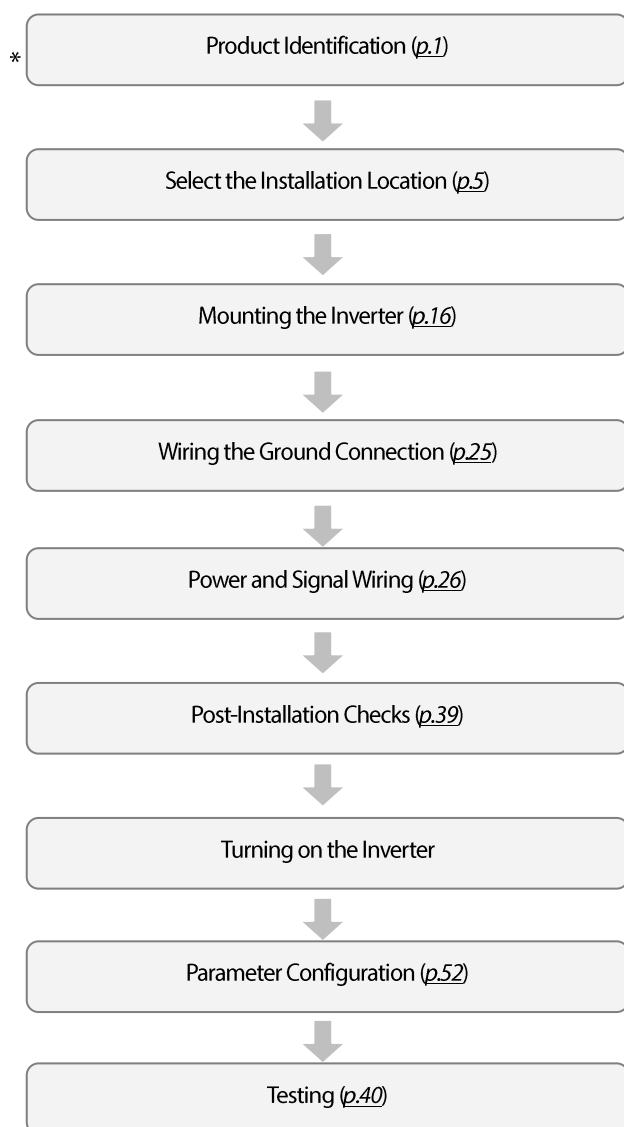 Product Identification (p.1)
*
Select the Installation Location (p.5)
Mounting the Inverter (p.16)
Wiring the Ground Connection (p.25)
Power and Signal Wiring (p.26)
Post-Installation Checks (p.39)
Turning on the Inverter
Parameter Configuration (p.52)
Testing (p.40)